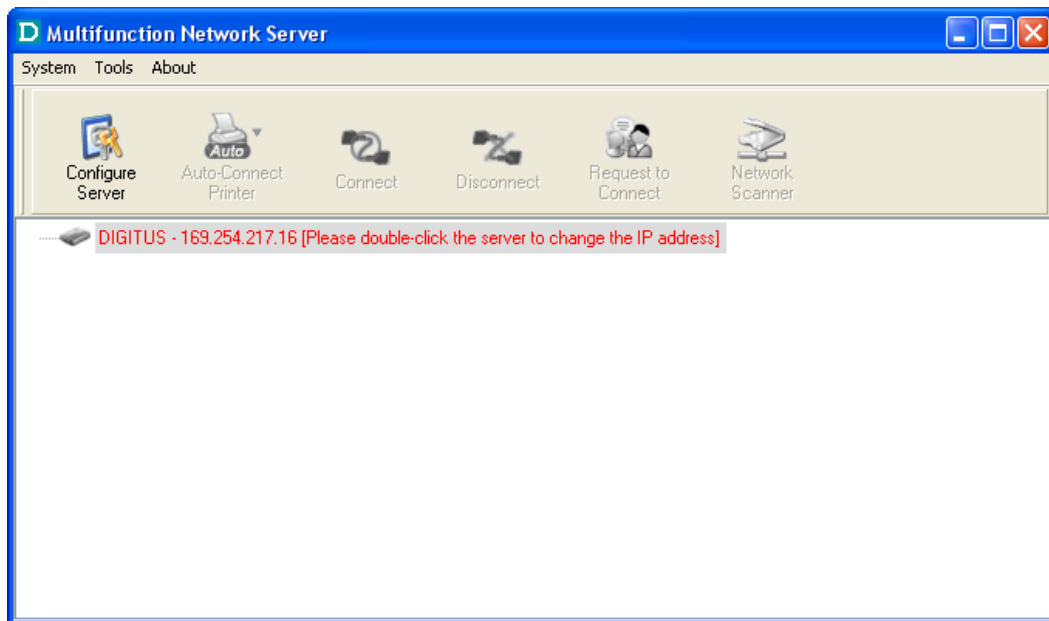 D Multifunction Network Server
System Tools About
Configure Server
Auto
Auto-Connect Printer
Connect
Disconnect
Request to Connect
Network Scanner
DIGITUS - 169.254.217.16 [Please double-click the server to change the IP address]